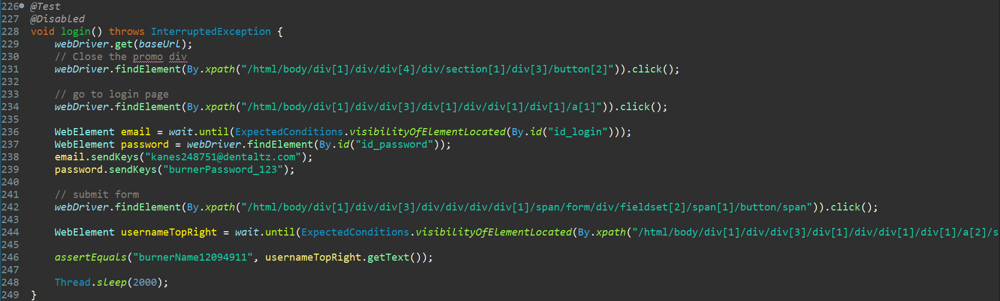 226 @Test
227 @Disabled
228 void login() throws InterruptedException {
229     webDriver.get(baseUrl);
230     // Close the promo div
231     webDriver.findElement(By.xpath("/html/body/div[1]/div/div[4]/div/section[1]/div[3]/button[2]")).click();
232
233     // go to login page
234     webDriver.findElement(By.xpath("/html/body/div[1]/div/div[3]/div[1]/div/div[1]/div[1]/a[1]")).click();
235
236     WebElement email = wait.until(ExpectedConditions.visibilityOfElementLocated(By.id("id_login")));
237     WebElement password = webDriver.findElement(By.id("id_password"));
238     email.sendKeys("kanes248751@dentaltz.com");
239     password.sendKeys("burnerPassword_123");
240
241     // submit form
242     webDriver.findElement(By.xpath("/html/body/div[1]/div/div[3]/div/div/div/div[1]/span/form/div/fieldset[2]/span[1]/button/span")).click();
243
244     WebElement usernameTopRight = wait.until(ExpectedConditions.visibilityOfElementLocated(By.xpath("/html/body/div[1]/div/div[3]/div[1]/div/div[1]/div[1]/a[2]/s
245
246     assertEquals("burnerName12094911", usernameTopRight.getText());
247
248     Thread.sleep(2000);
249 }